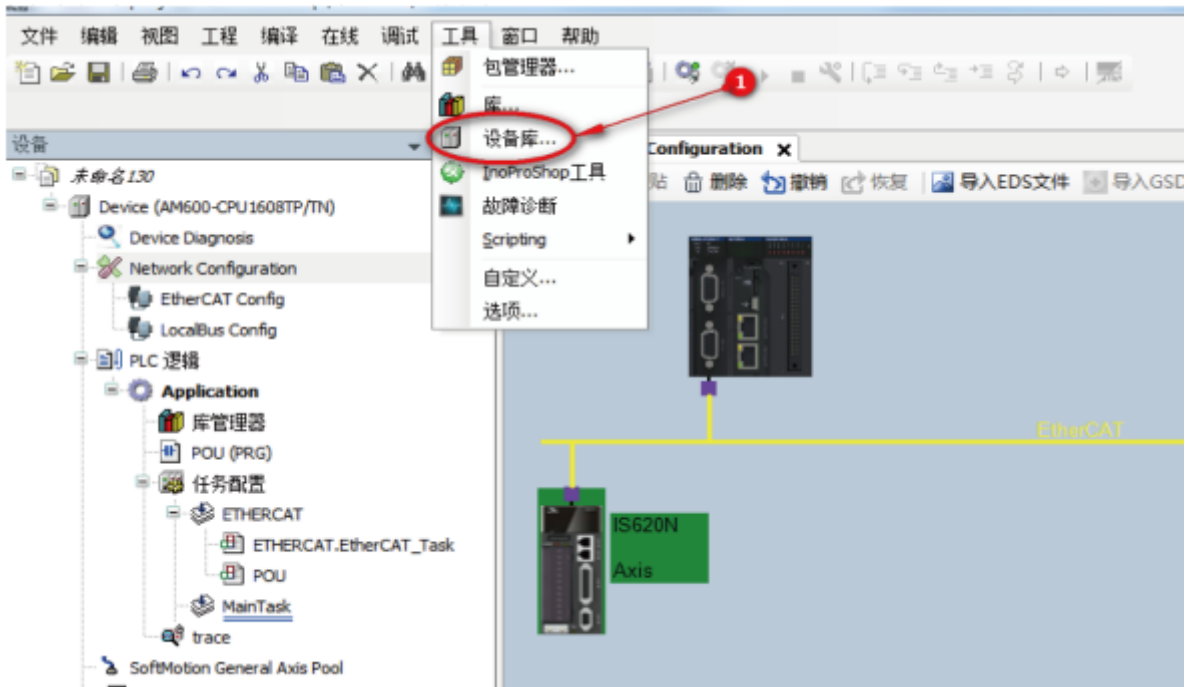 文件 编辑 视图 工程 编译 在线 调试 工具 窗口 帮助
包管理器...
库...
1
设备库...
InoProShop工具
故障诊断
Scripting
自定义...
选项...
设备
Configuration
删除 撤销 恢复 导入EDS文件 导入GSD
未命名130
Device (AM600-CPU1608TP/TN)
Device Diagnosis
Network Configuration
EtherCAT Config
LocalBus Config
PLC 逻辑
Application
库管理器
POU (PRG)
任务配置
ETHERCAT
ETHERCAT.EtherCAT_Task
POU
MainTask
trace
SoftMotion General Axis Pool
EtherCAT
IS620N
Axis